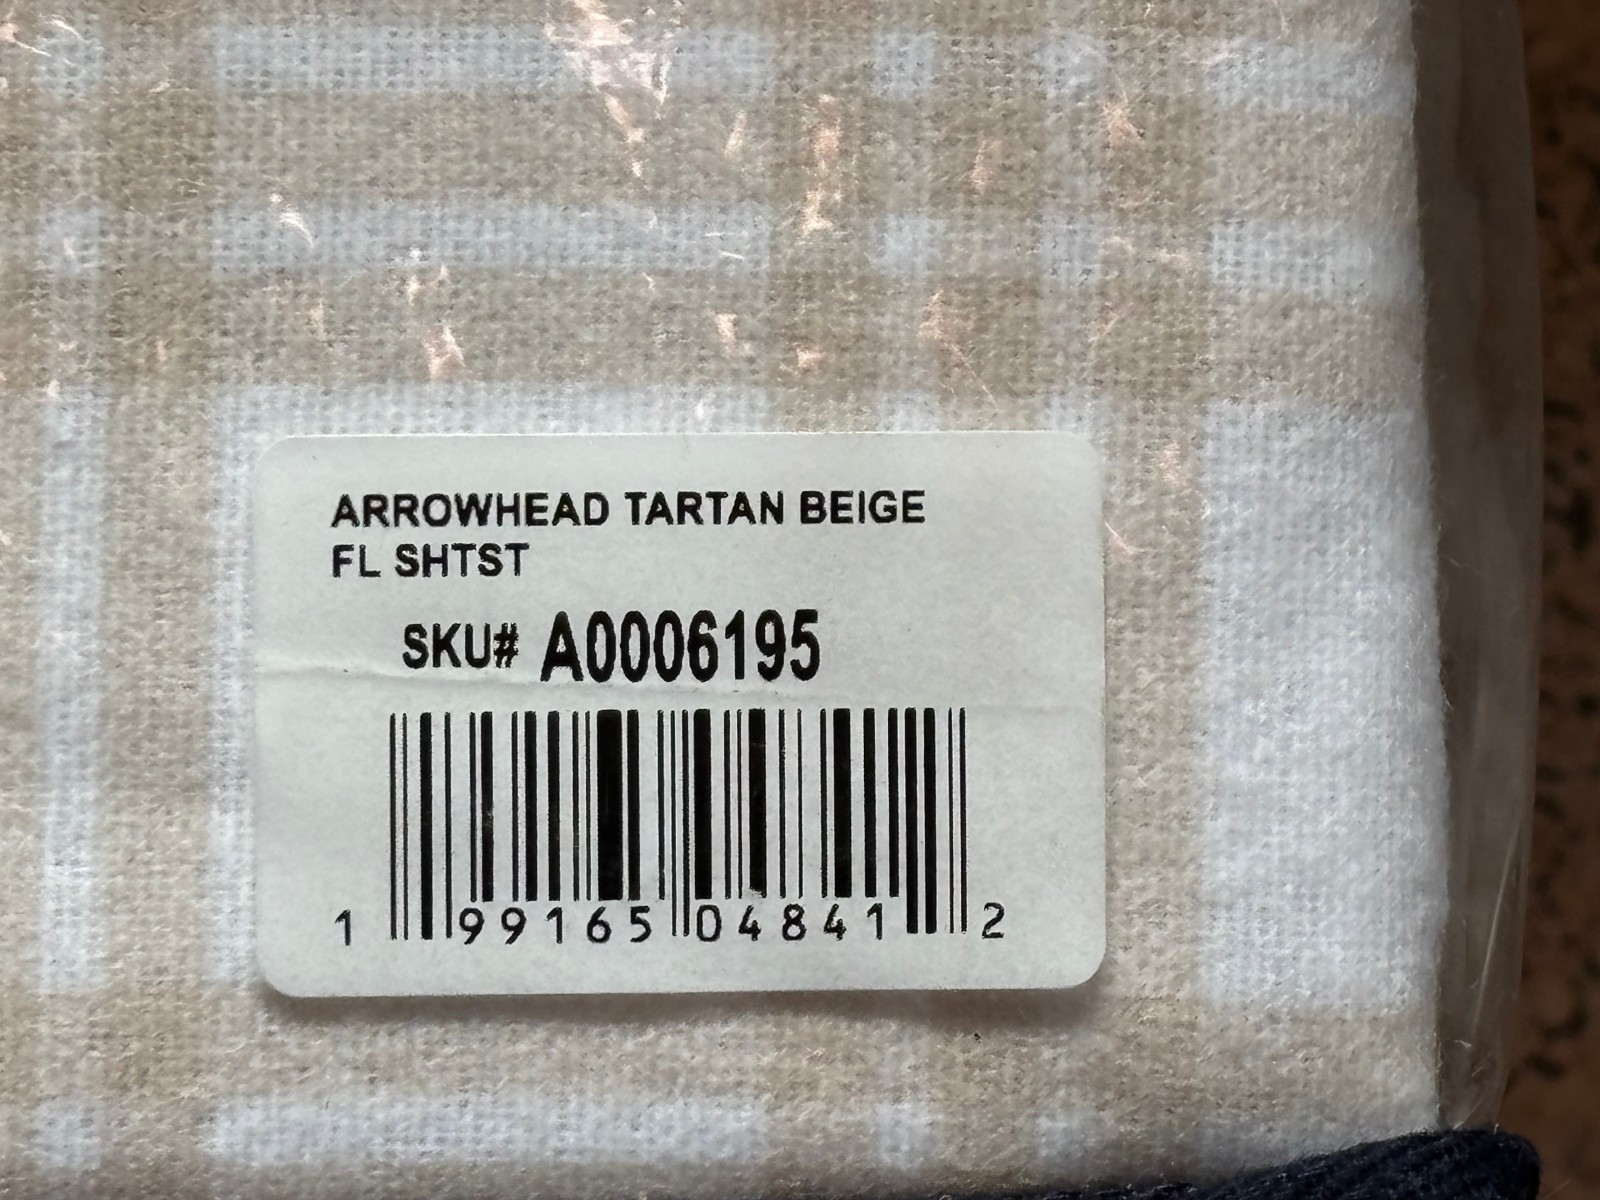 ARROWHEAD TARTAN BEIGE
FL SHTST
SKU# A0006195
1 99165 04841 2